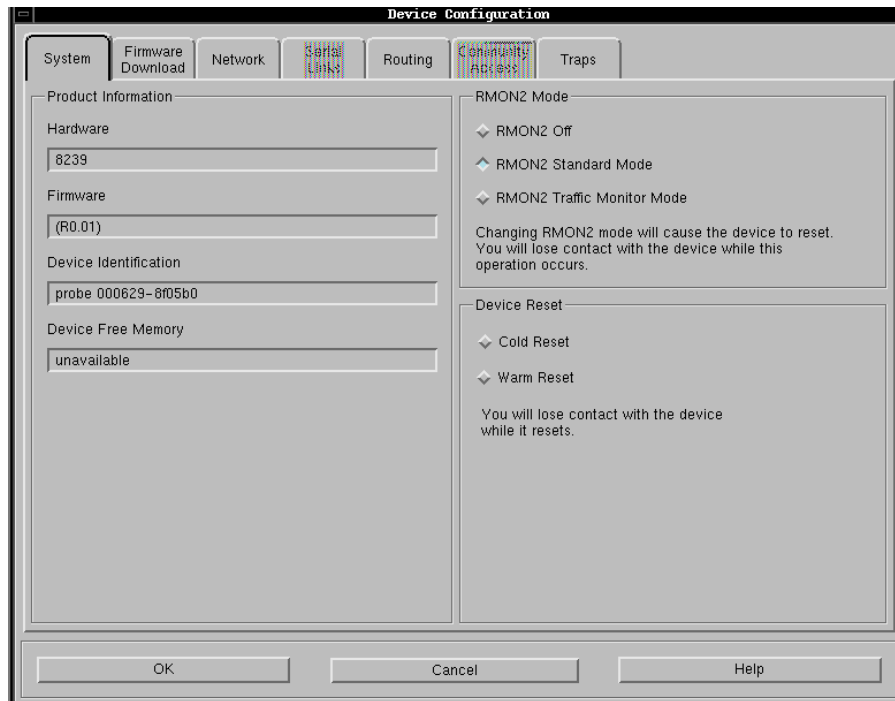 Device Configuration
System
Firmware
Download
Network
Serial
Links
Routing
Community
Access
Traps
Product Information
Hardware
8239
Firmware
(R0.01)
Device Identification
probe 000629-8f05b0
Device Free Memory
unavailable
RMON2 Mode
RMON2 Off
RMON2 Standard Mode
RMON2 Traffic Monitor Mode
Changing RMON2 mode will cause the device to reset.
You will lose contact with the device while this
operation occurs.
Device Reset
Cold Reset
Warm Reset
You will lose contact with the device
while it resets.
OK
Cancel
Help